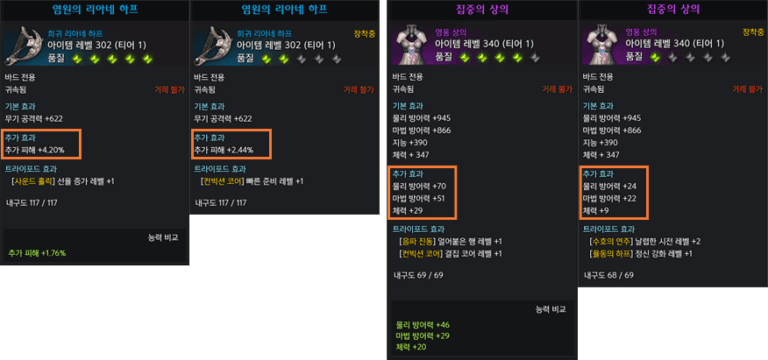 염원의 리아네 하프
희귀 리아네 하프
아이템 레벨 302 (티어 1)
품질
바드 전용
귀속됨
거래 불가
기본 효과
무기 공격력 +622
추가 효과
추가 피해 +4.20%
트라이포드 효과
[사운드 홀릭] 선율 증가 레벨 +1
내구도 117 / 117
능력 비교
추가 피해 +1.76%
염원의 리아네 하프
희귀 리아네 하프
장착중
아이템 레벨 302 (티어 1)
품질
바드 전용
귀속됨
거래 불가
기본 효과
무기 공격력 +622
추가 효과
추가 피해 +2.44%
트라이포드 효과
[컨빅션 코어] 빠른 준비 레벨 +1
내구도 117 / 117
집중의 상의
영웅 상의
아이템 레벨 340 (티어 1)
품질
바드 전용
귀속됨
거래 불가
기본 효과
물리 방어력 +945
마법 방어력 +866
지능 +390
체력 + 347
추가 효과
물리 방어력 +70
마법 방어력 +51
체력 +29
트라이포드 효과
[음파 진동] 얼어붙은 행 레벨 +1
[컨빅션 코어] 결집 코어 레벨 +1
내구도 69 / 69
능력 비교
물리 방어력 +46
마법 방어력 +29
체력 +20
집중의 상의
영웅 상의
장착중
아이템 레벨 340 (티어 1)
품질
바드 전용
귀속됨
거래 불가
기본 효과
물리 방어력 +945
마법 방어력 +866
지능 +390
체력 + 347
추가 효과
물리 방어력 +24
마법 방어력 +22
체력 +9
트라이포드 효과
[수호의 연주] 날렵한 시전 레벨 +2
[율동의 하프] 정신 강화 레벨 +1
내구도 68 / 69